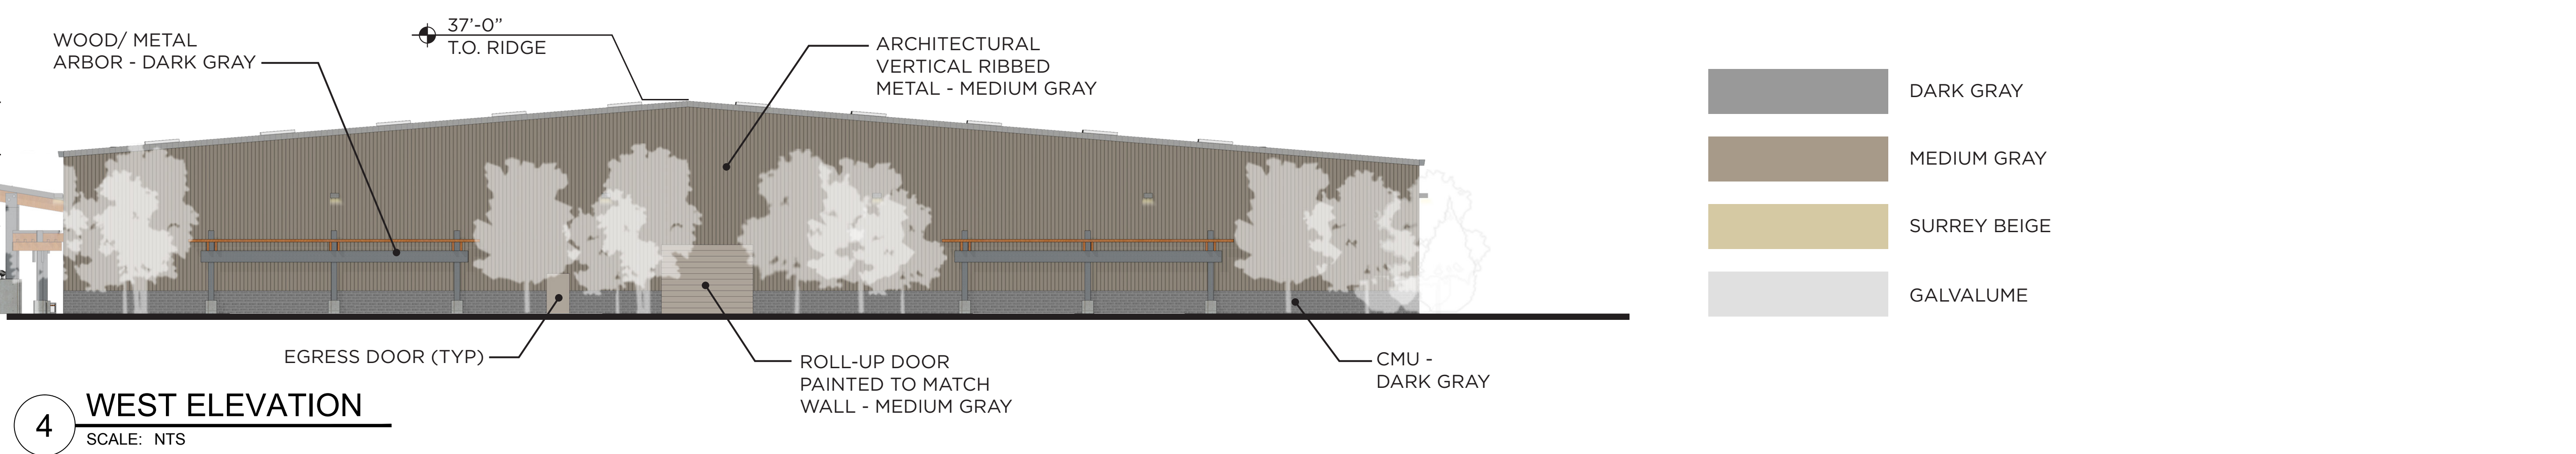 WOOD/ METAL
ARBOR - DARK GRAY
37’-0”
T.O. RIDGE
ARCHITECTURAL
VERTICAL RIBBED
METAL - MEDIUM GRAY
DARK GRAY
MEDIUM GRAY
SURREY BEIGE
GALVALUME
EGRESS DOOR (TYP)
ROLL-UP DOOR
PAINTED TO MATCH
WALL - MEDIUM GRAY
CMU -
DARK GRAY
4
WEST ELEVATION
SCALE: NTS